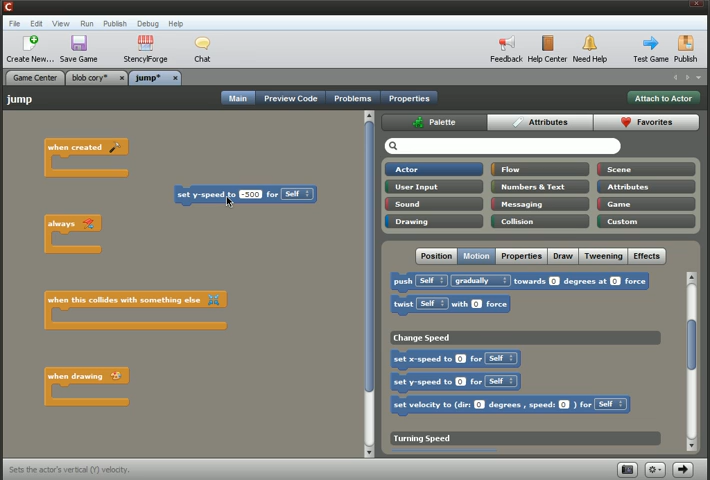 File Edit View Run Publish Debug Help
Create New... Save Game StencylForge Chat Feedback Help Center Need Help Test Game Publish
Game Center blob cory* × jump* ×
jump Main Preview Code Problems Properties Attach to Actor
Palette Attributes Favorites
when created
Actor Flow Scene
User Input Numbers & Text Attributes
set y-speed to -500 for Self
Sound Messaging Game
Drawing Collision Custom
always
Position Motion Properties Draw Tweening Effects
push Self gradually towards 0 degrees at 0 force
when this collides with something else
twist Self with 0 force
Change Speed
set x-speed to 0 for Self
when drawing
set y-speed to 0 for Self
set velocity to (dir: 0 degrees , speed: 0 ) for Self
Turning Speed
Sets the actor's vertical (Y) velocity.